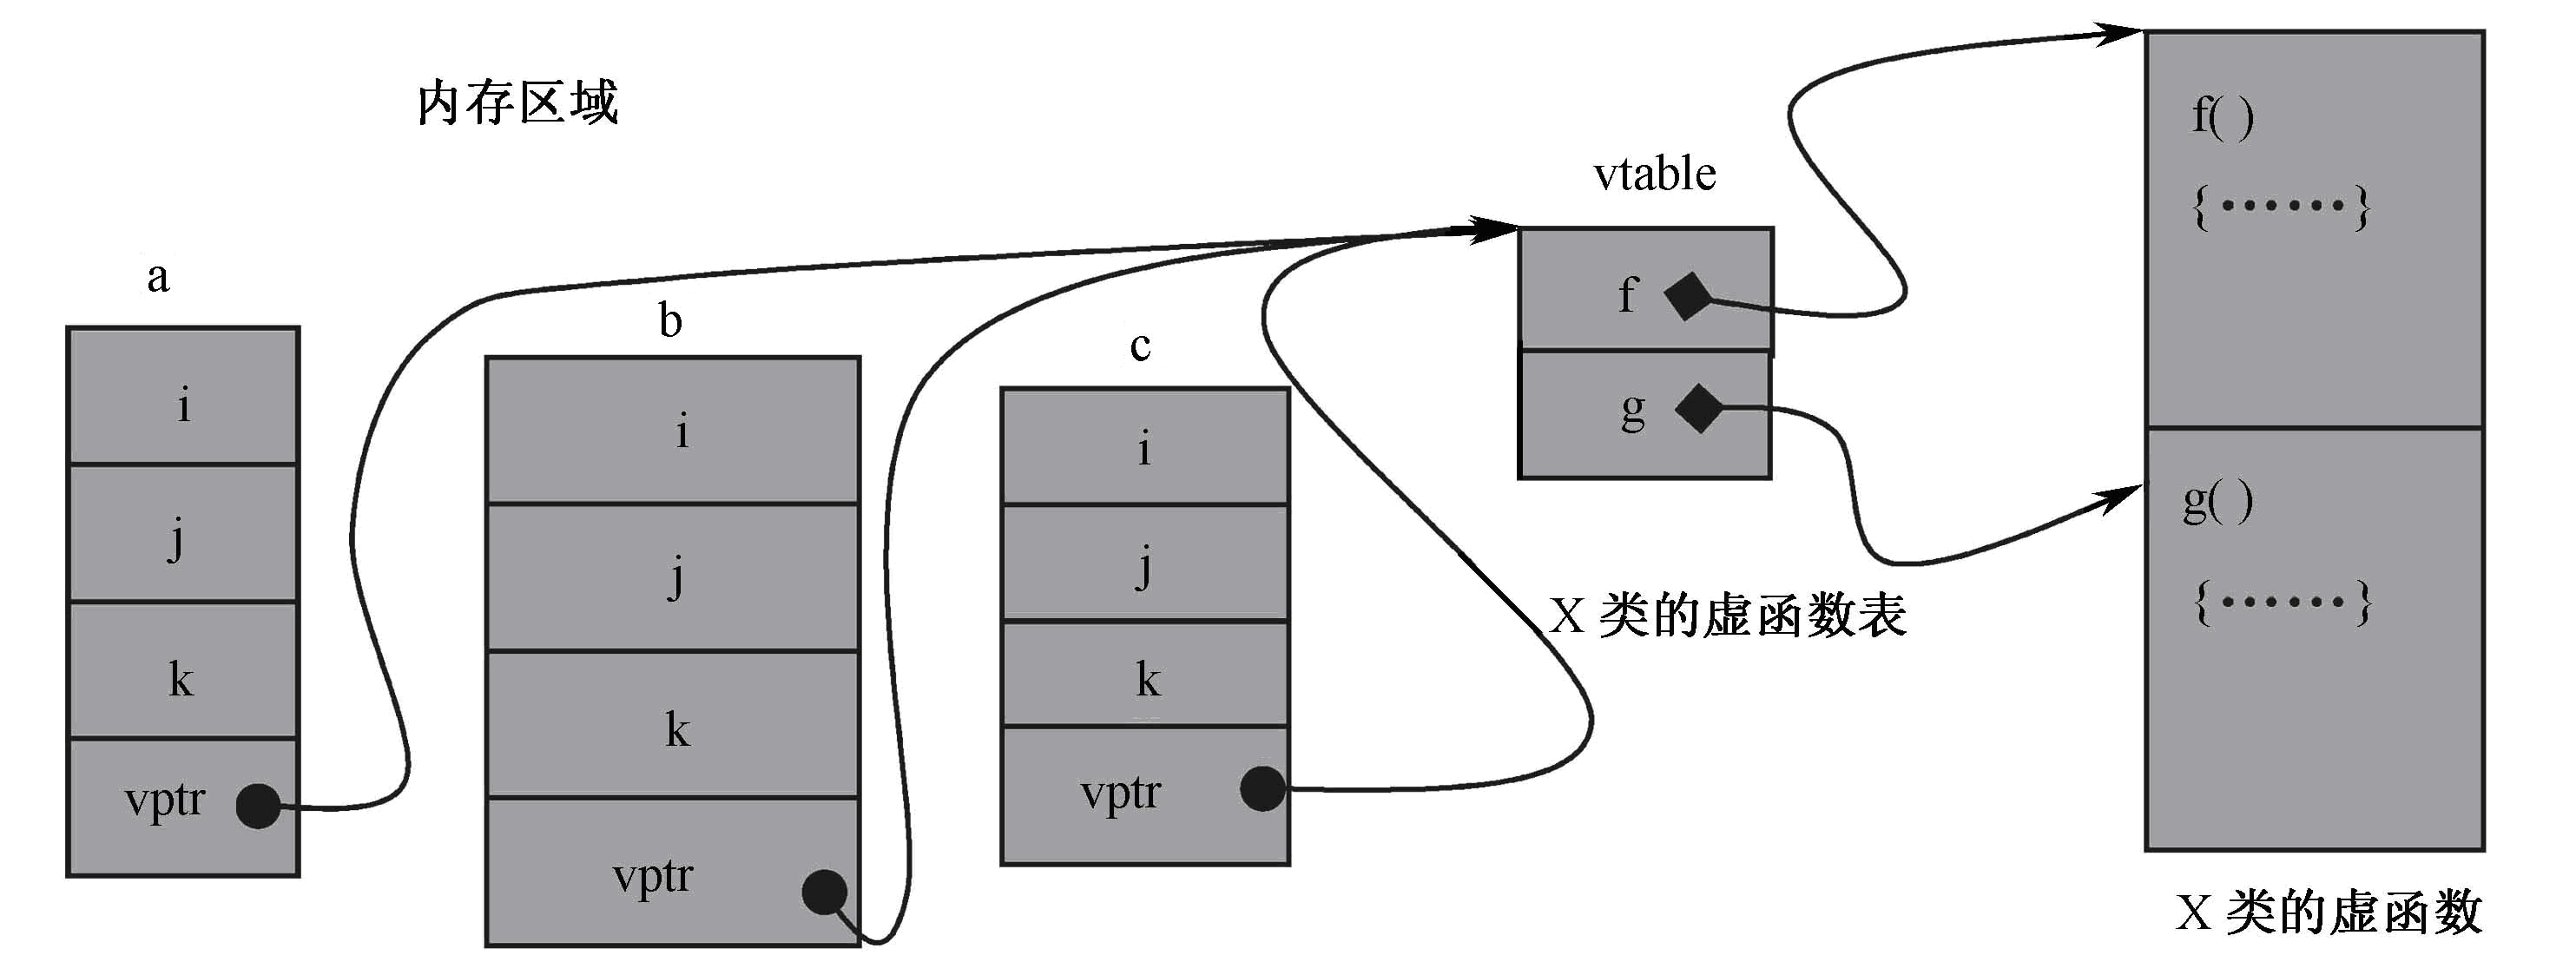 内存区域
a
i
j
k
vptr
b
i
j
k
vptr
c
i
j
k
vptr
vtable
f
g
X 类的虚函数表
f( )
{······}
g( )
{······}
X 类的虚函数